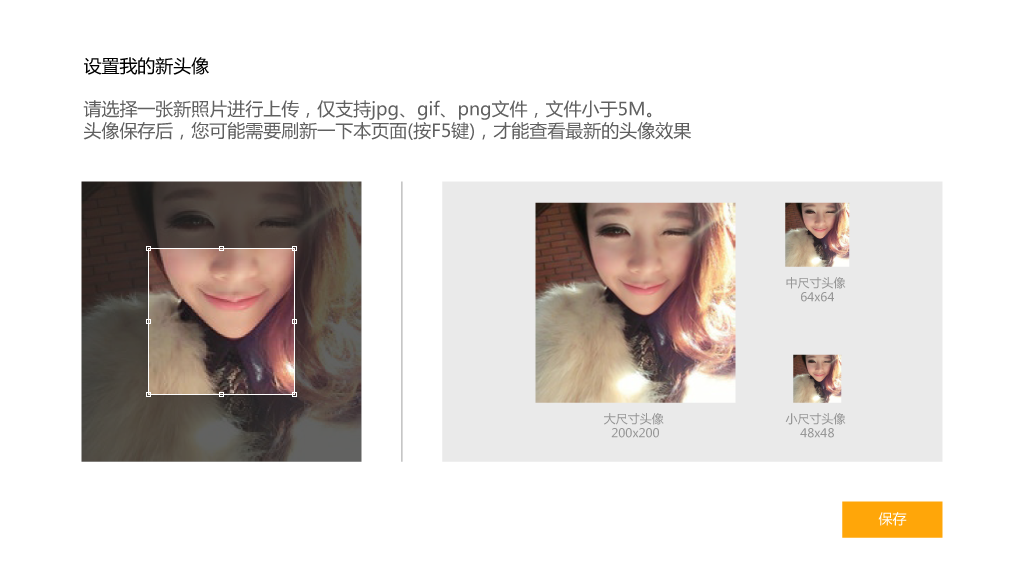 设置我的新头像
请选择一张新照片进行上传，仅支持jpg、gif、png文件，文件小于5M。
头像保存后，您可能需要刷新一下本页面(按F5键)，才能查看最新的头像效果
中尺寸头像
64x64
大尺寸头像
200x200
小尺寸头像
48x48
保存